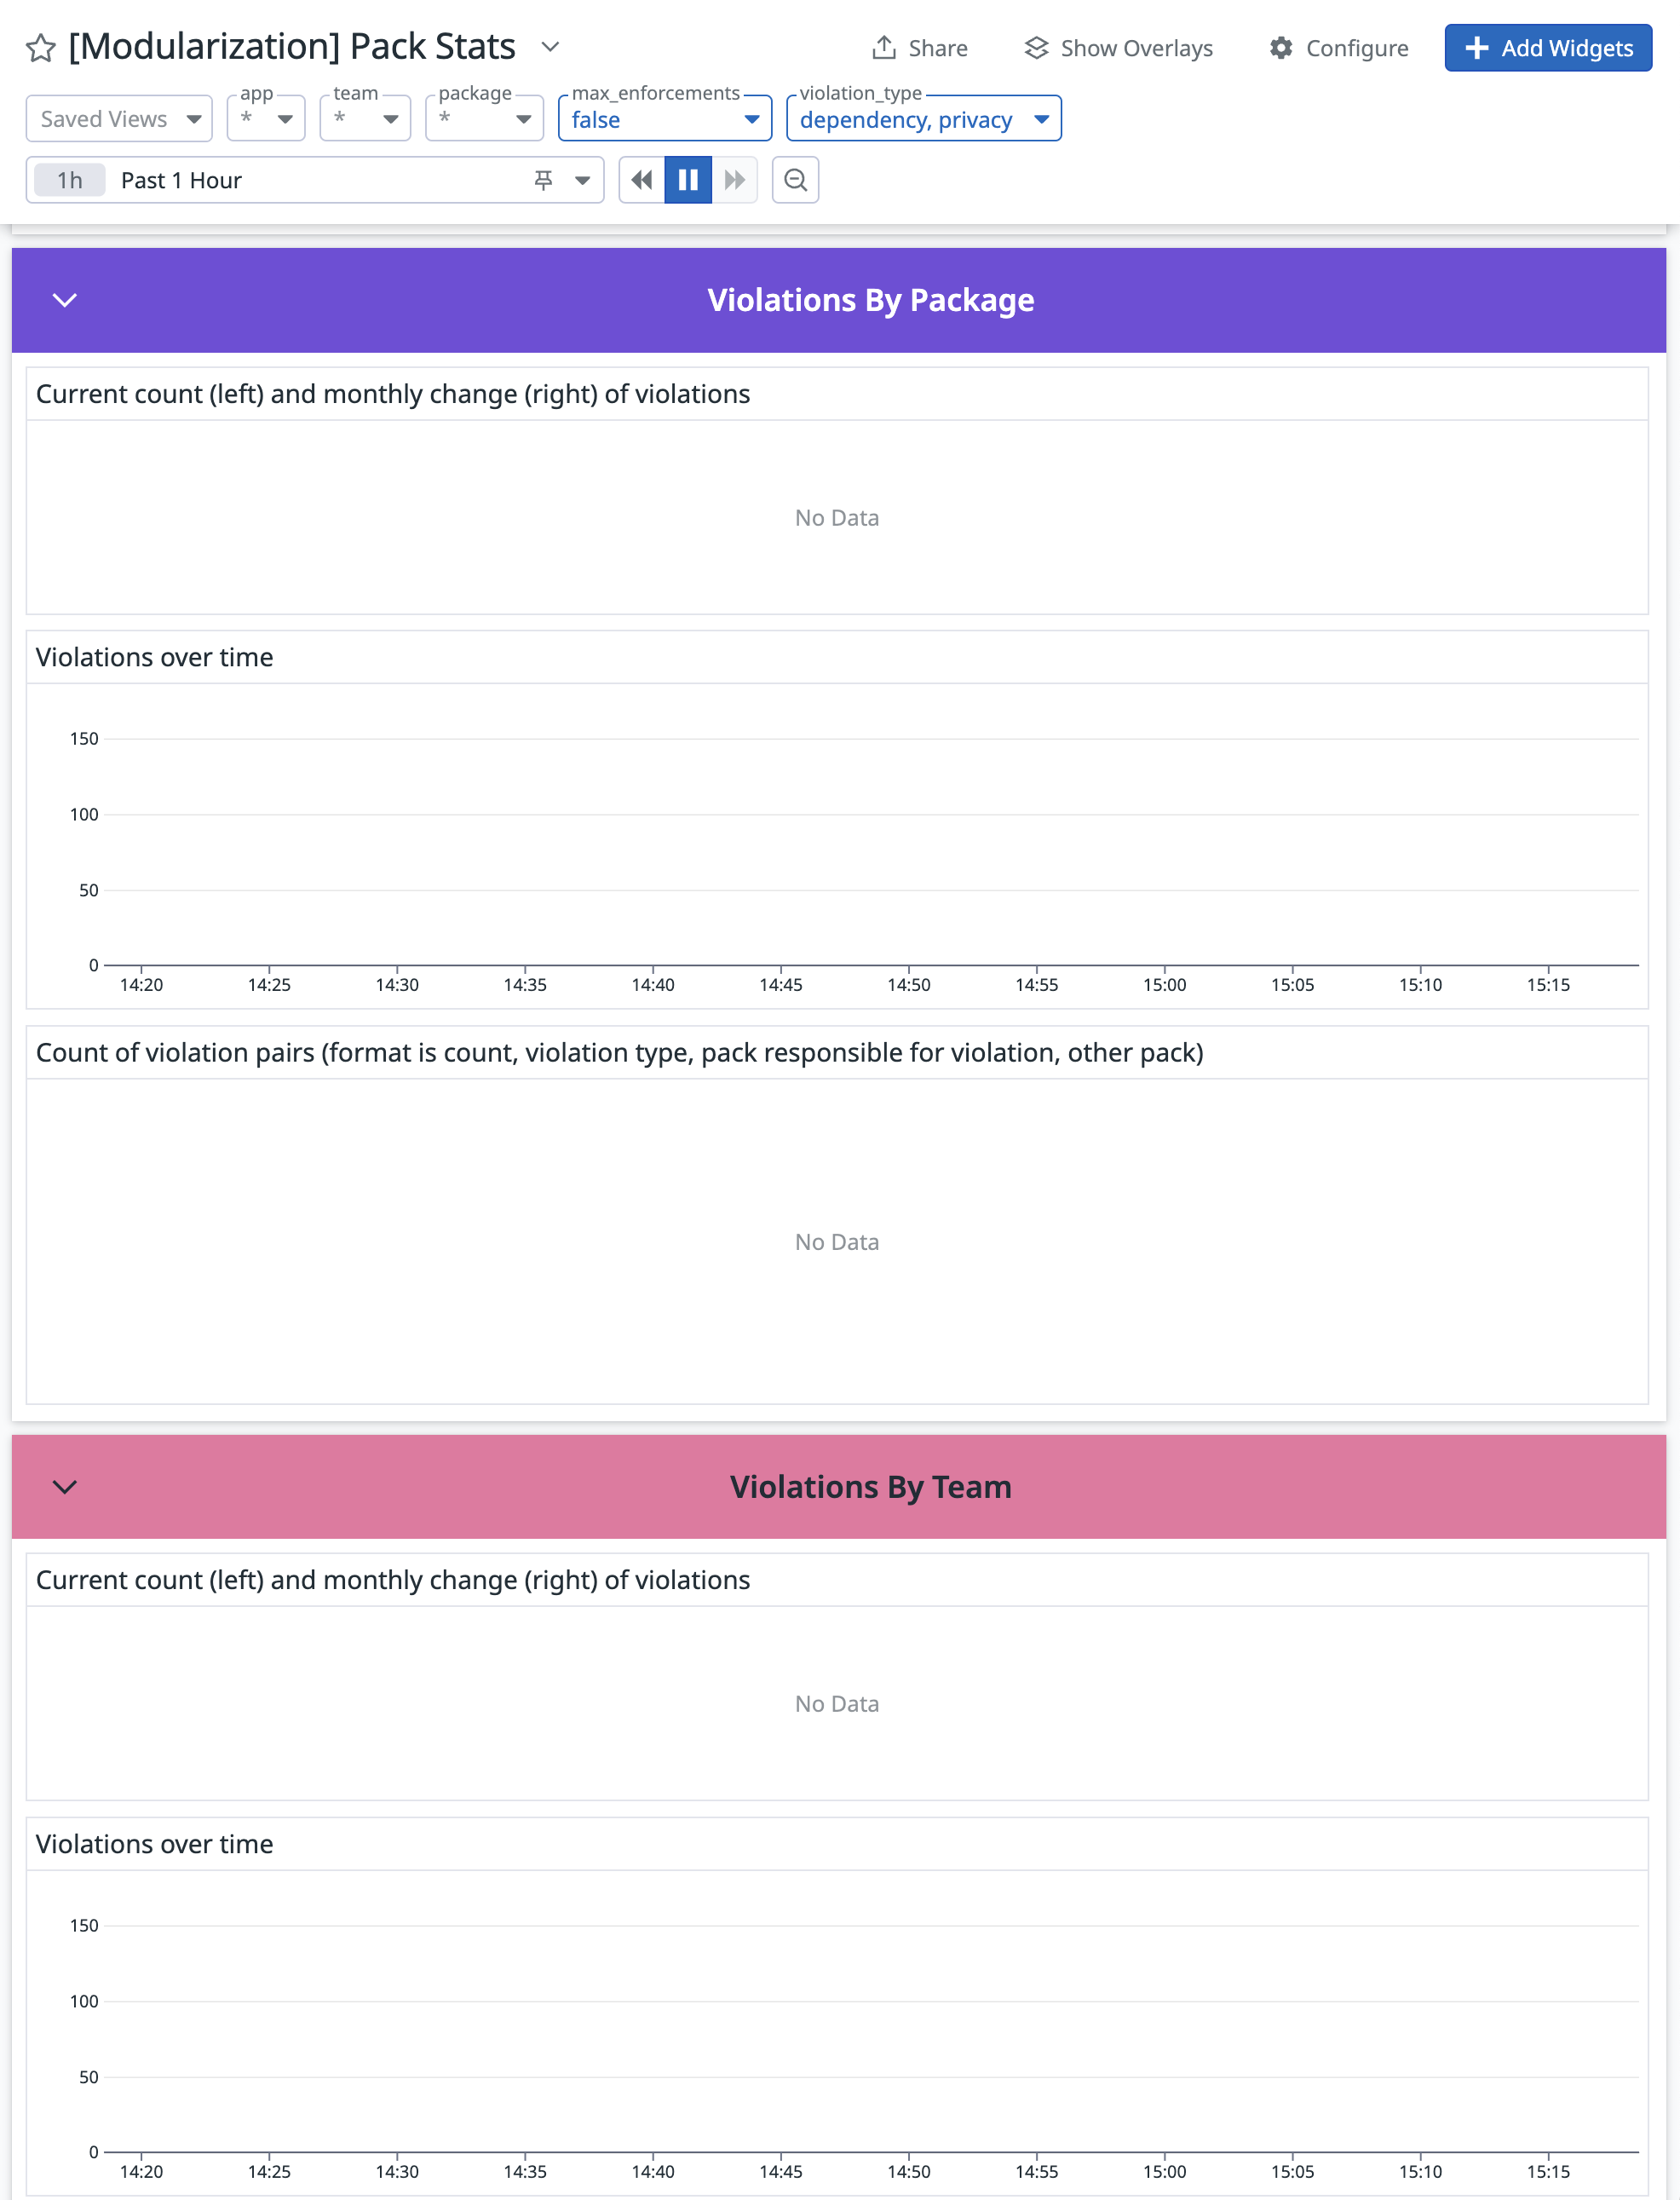 [Modularization] Pack Stats
Share
Show Overlays
Configure
Add Widgets
Saved Views
app
*
team
*
package
*
max_enforcements
false
violation_type
dependency, privacy
1h Past 1 Hour
Violations By Package
Current count (left) and monthly change (right) of violations
No Data
Violations over time
150
100
50
0
14:20 14:25 14:30 14:35 14:40 14:45 14:50 14:55 15:00 15:05 15:10 15:15
Count of violation pairs (format is count, violation type, pack responsible for violation, other pack)
No Data
Violations By Team
Current count (left) and monthly change (right) of violations
No Data
Violations over time
150
100
50
0
14:20 14:25 14:30 14:35 14:40 14:45 14:50 14:55 15:00 15:05 15:10 15:15